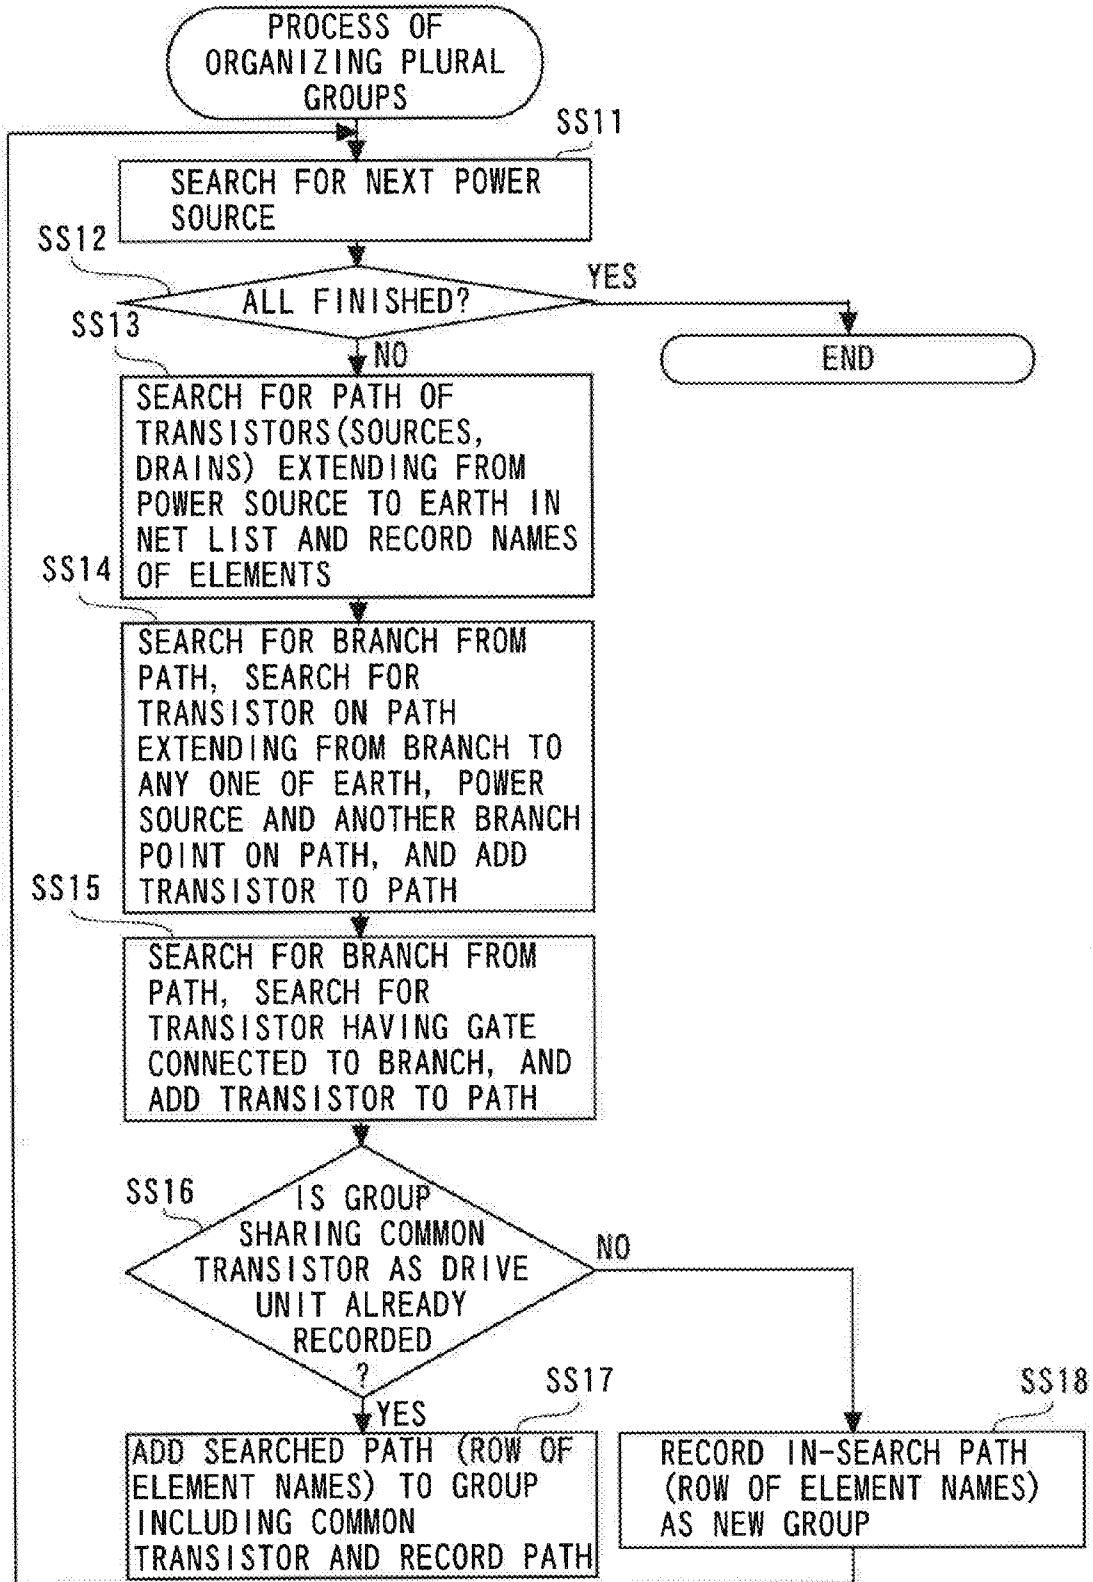 PROCESS OF
ORGANIZING PLURAL
GROUPS
SS11
SEARCH FOR NEXT POWER
SOURCE
SS12
ALL FINISHED?
YES
END
SS13
NO
SEARCH FOR PATH OF
TRANSISTORS(SOURCES,
DRAINS) EXTENDING FROM
POWER SOURCE TO EARTH IN
NET LIST AND RECORD NAMES
OF ELEMENTS
SS14
SEARCH FOR BRANCH FROM
PATH, SEARCH FOR
TRANSISTOR ON PATH
EXTENDING FROM BRANCH TO
ANY ONE OF EARTH, POWER
SOURCE AND ANOTHER BRANCH
POINT ON PATH, AND ADD
TRANSISTOR TO PATH
SS15
SEARCH FOR BRANCH FROM
PATH, SEARCH FOR
TRANSISTOR HAVING GATE
CONNECTED TO BRANCH, AND
ADD TRANSISTOR TO PATH
SS16
IS GROUP
SHARING COMMON
TRANSISTOR AS DRIVE
UNIT ALREADY
RECORDED
?
NO
YES
SS17
ADD SEARCHED PATH (ROW OF
ELEMENT NAMES) TO GROUP
INCLUDING COMMON
TRANSISTOR AND RECORD PATH
SS18
RECORD IN-SEARCH PATH
(ROW OF ELEMENT NAMES)
AS NEW GROUP